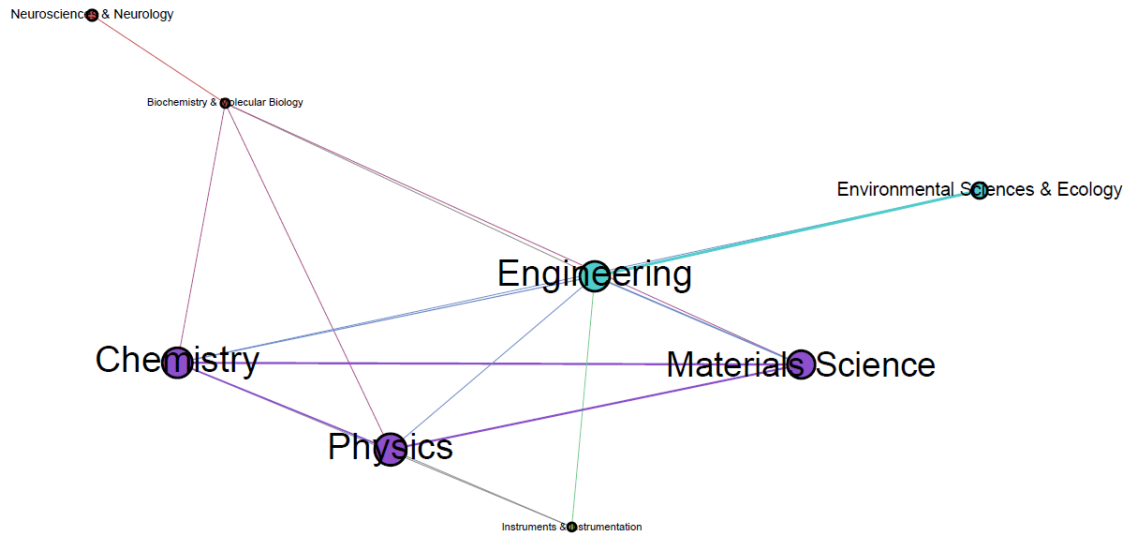 Neuroscience & Neurology
Biochemistry & Molecular Biology
Environmental Sciences & Ecology
Engineering
Chemistry
Materials Science
Physics
Instruments & Instrumentation